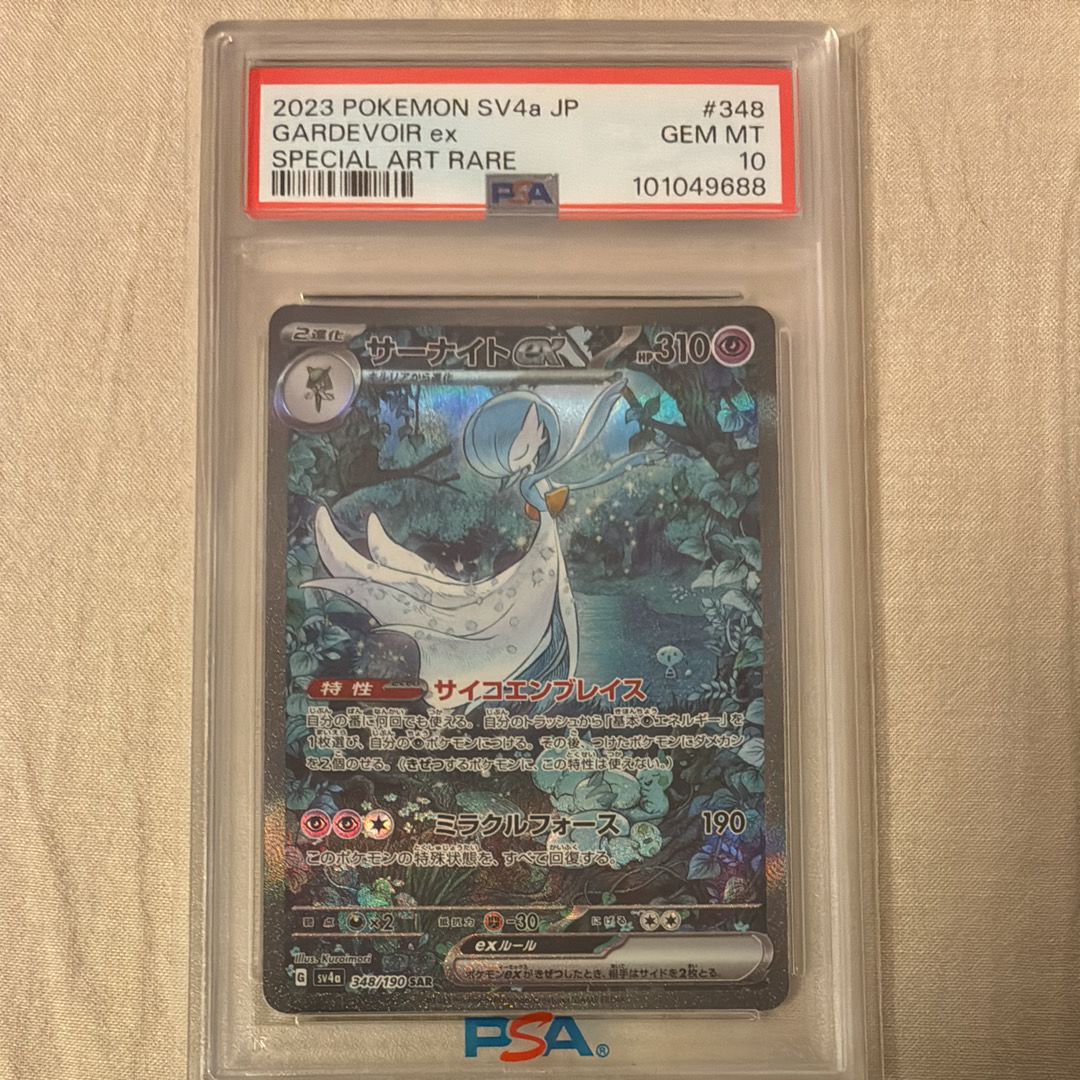 2023 POKEMON SV4a JP #348
GARDEVOIR ex GEM MT
SPECIAL ART RARE 10
PSA 101049688
2進化 サーナイトex HP310
キルリアから進化
特性 サイコエンブレイス
自分の番に何回でも使える。自分のトラッシュから「基本エネルギー」を
1枚選び、自分のポケモンにつける。その後、つけたポケモンにダメカン
を2個のせる。(きぜつするポケモンに、この特性は使えない。)
ミラクルフォース 190
このポケモンの特殊状態を、すべて回復する。
弱点 ×2 抵抗力 -30 にげる
exルール
ポケモンexがきぜつしたとき、相手はサイドを2枚とる。
Illus. Kuroimori
G sv4a 348/190 SAR
PSA®